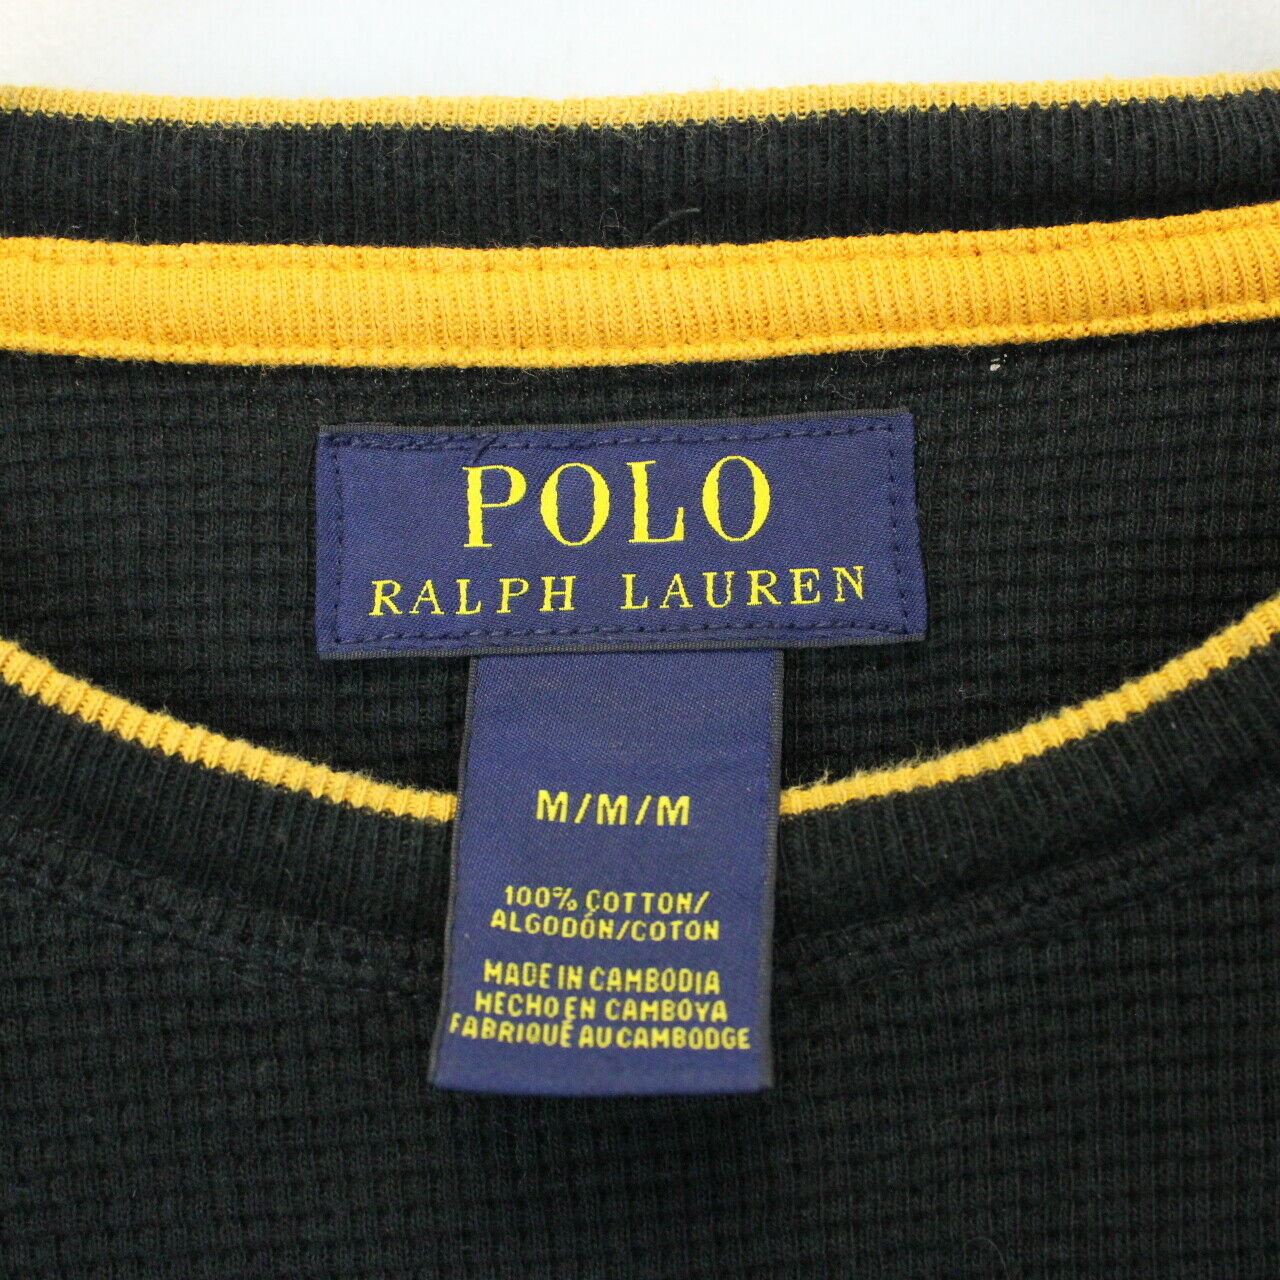 POLO
RALPH LAUREN
M/M/M
100% COTTON/
ALGODÓN/COTON
MADE IN CAMBODIA
HECHO EN CAMBOYA
FABRIQUÉ AU CAMBODGE